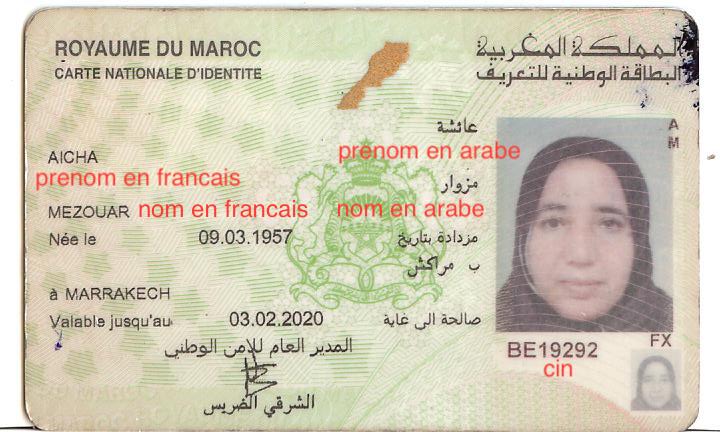 ROYAUME DU MAROC
المملكة المغربية
CARTE NATIONALE D'IDENTITE
البطاقة الوطنية للتعريف
عائشة
A
M
prenom en arabe
AICHA
prenom en francais
مزوار
MEZOUAR nom en francais nom en arabe
Née le 09.03.1957 مزدادة بتاريخ
ب مراكش
à MARRAKECH
Valable jusqu'au 03.02.2020 صالحة الى غاية
FX
المدير العام للامن الوطني
BE19292
cin
الشرقي الضريس